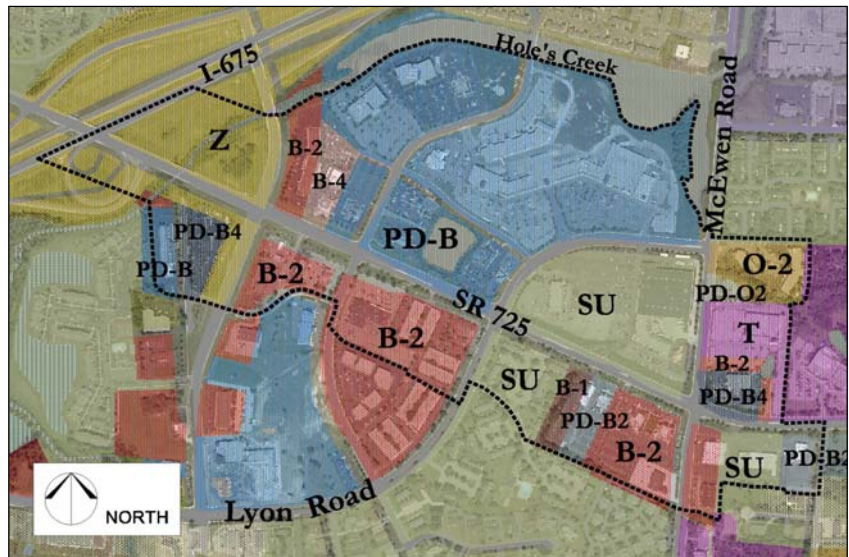 I-675
Hole's Creek
McEwen Road
Z
B-2
B-4
PD-B4
PD-B
PD-B
B-2
SR 725
SU
O-2
PD-O2
T
B-2
B-2
PD-B4
SU
B-1
PD-B2
B-2
SU
PD B2
Lyon Road
NORTH